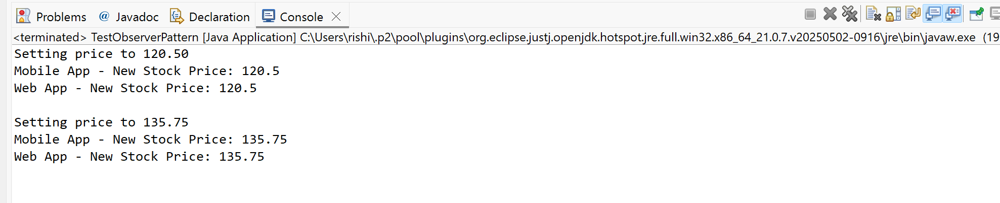 Problems @ Javadoc Declaration Console
<terminated> TestObserverPattern [Java Application] C:\Users\rishi\.p2\pool\plugins\org.eclipse.justj.openjdk.hotspot.jre.full.win32.x86_64_21.0.7.v20250502-0916\jre\bin\javaw.exe (19
Setting price to 120.50
Mobile App - New Stock Price: 120.5
Web App - New Stock Price: 120.5
Setting price to 135.75
Mobile App - New Stock Price: 135.75
Web App - New Stock Price: 135.75